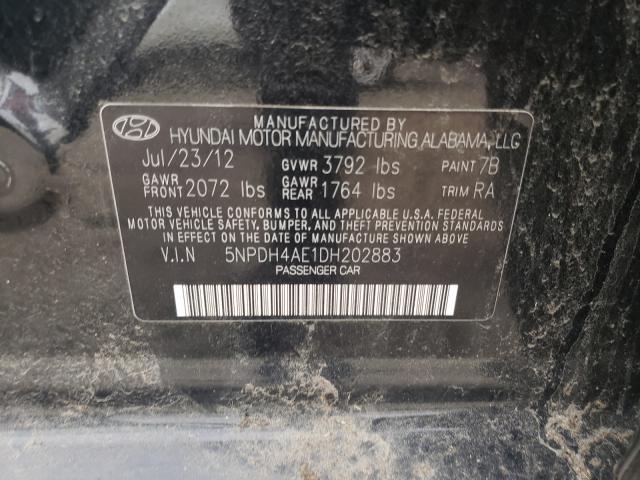 MANUFACTURED BY
HYUNDAI MOTOR MANUFACTURING ALABAMA, LLC
Jul/23/12 GVWR 3792 lbs PAINT 7B
GAWR FRONT 2072 lbs GAWR REAR 1764 lbs TRIM RA
THIS VEHICLE CONFORMS TO ALL APPLICABLE U.S.A. FEDERAL
MOTOR VEHICLE SAFETY, BUMPER, AND THEFT PREVENTION STANDARDS
IN EFFECT ON THE DATE OF MANUFACTURE SHOWN ABOVE
V.I.N 5NPDH4AE1DH202883
PASSENGER CAR